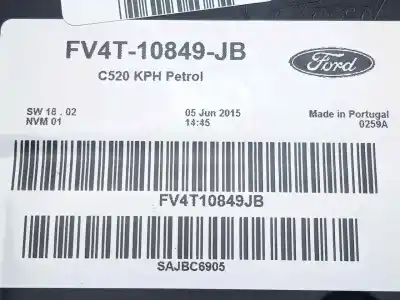 FV4T-10849-JB
Ford
C520 KPH Petrol
SW 18 . 02
05 Jun 2015
Made in Portugal
NVM 01
14:45
0259A
FV4T10849JB
SAJBC6905